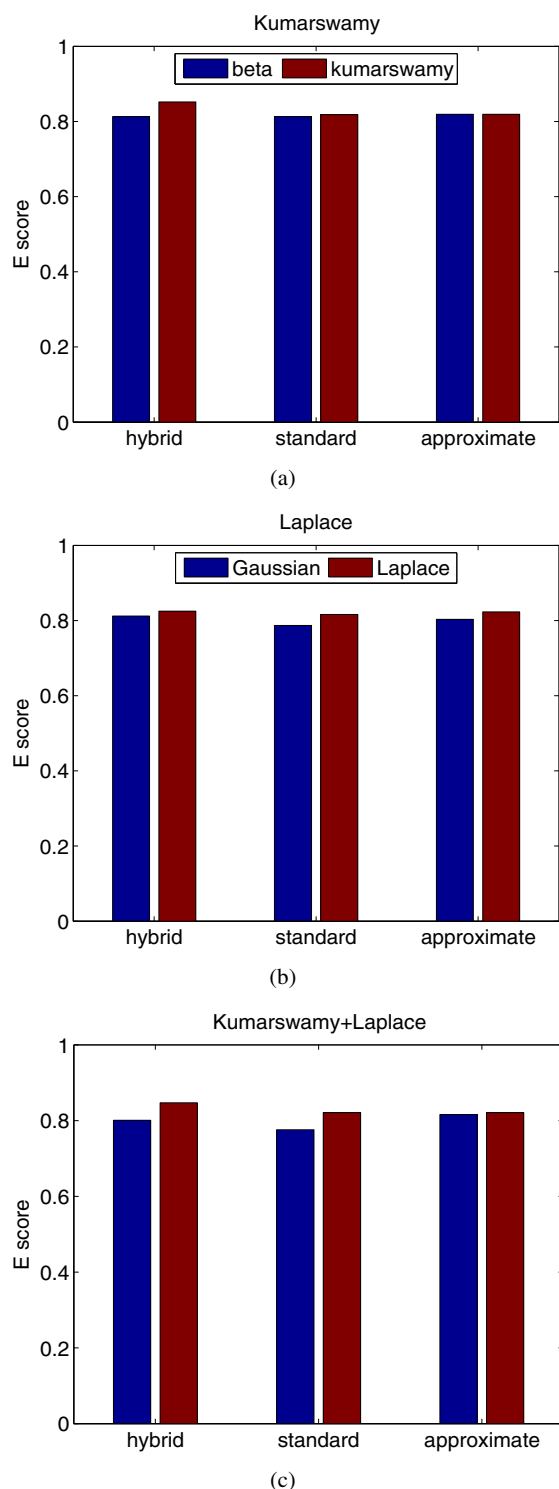 Kumarswamy
1
beta kumarswamy
0.8
0.6
E score
0.4
0.2
0
hybrid standard approximate
(a)
Laplace
1
Gaussian Laplace
0.8
0.6
E score
0.4
0.2
0
hybrid standard approximate
(b)
Kumarswamy+Laplace
1
0.8
0.6
E score
0.4
0.2
0
hybrid standard approximate
(c)